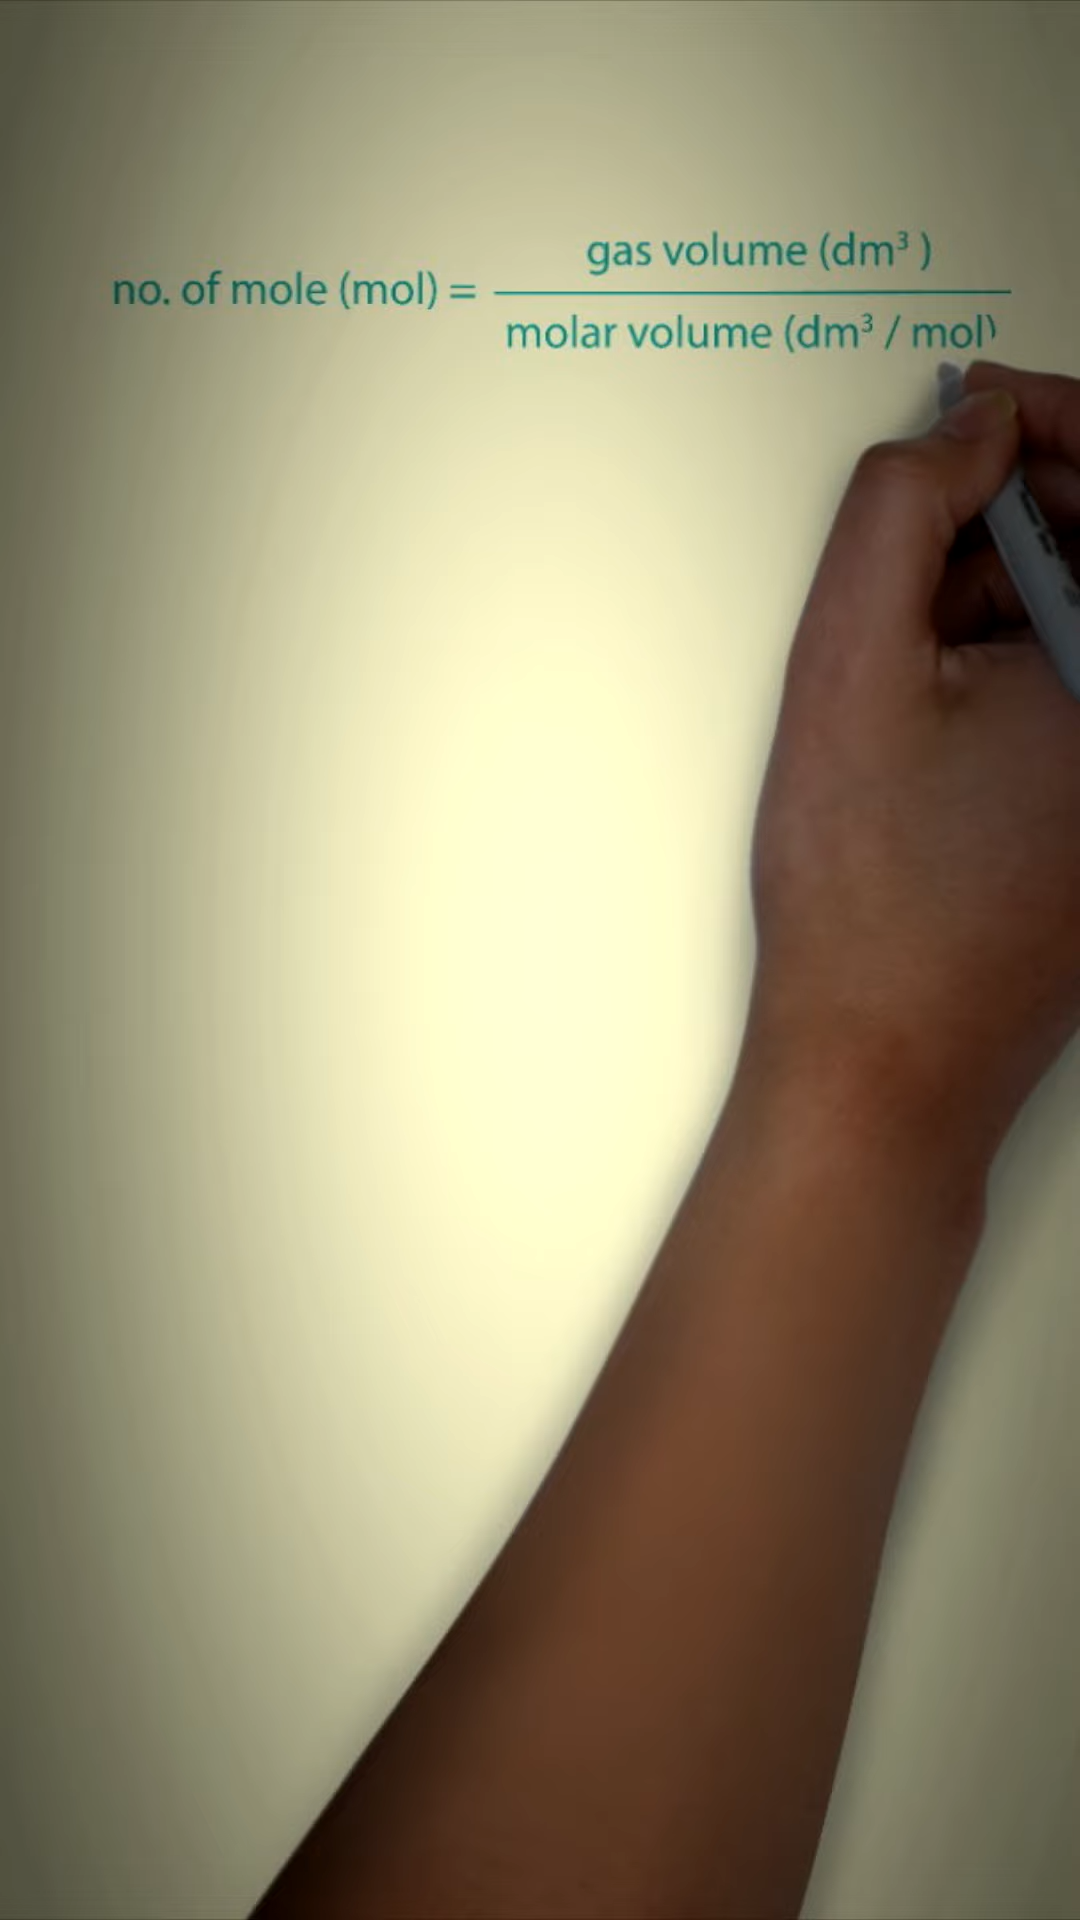 gas volume (dm³ )
no. of mole (mol) =
molar volume (dm³ / mol)